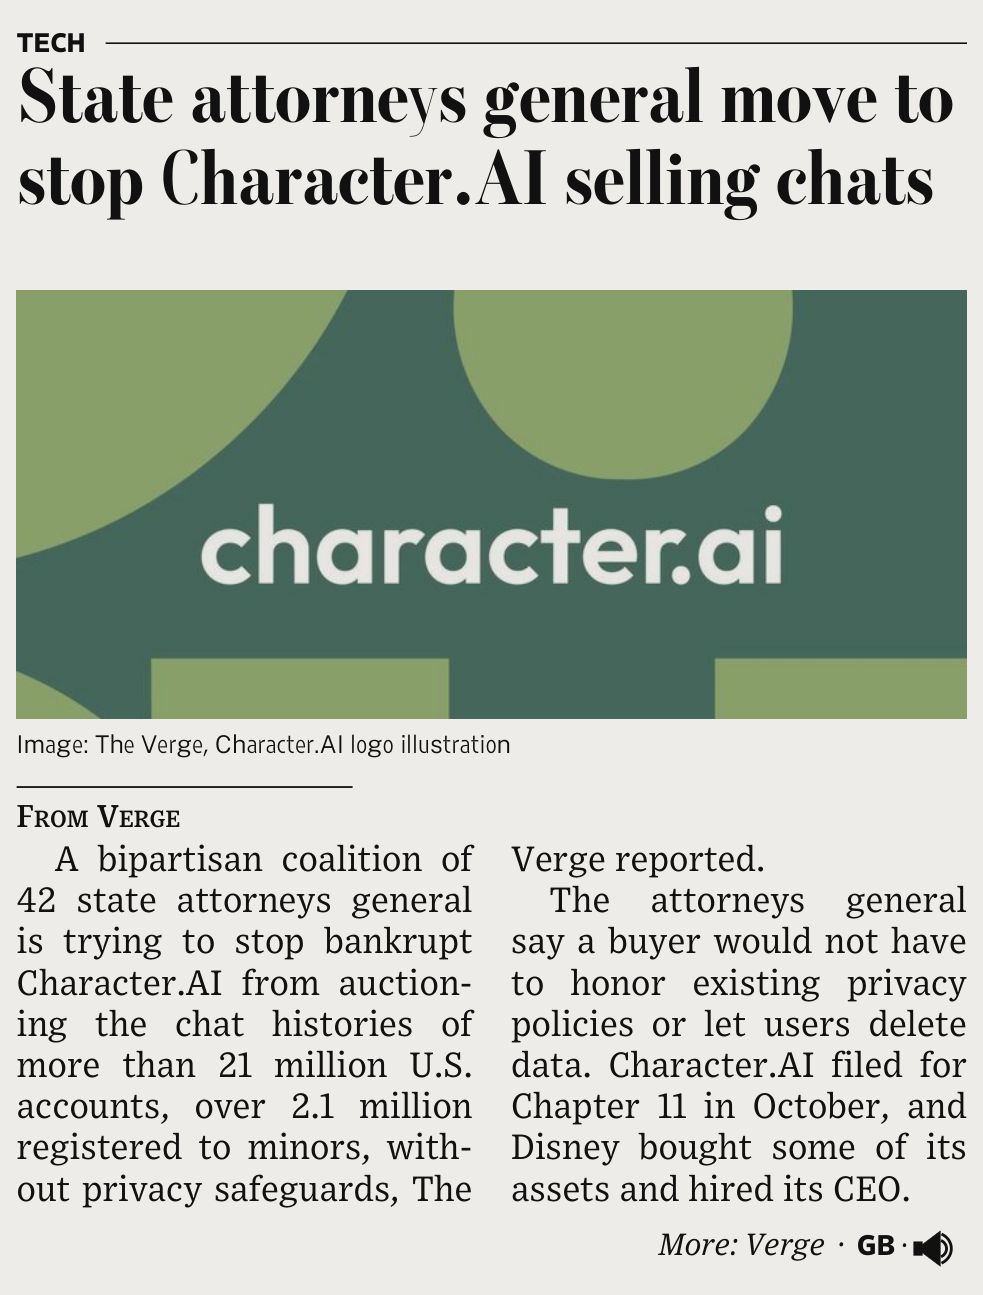 TECH
State attorneys general move to
stop Character.AI selling chats
character.ai
Image: The Verge, Character.AI logo illustration
FROM VERGE
A bipartisan coalition of
42 state attorneys general
is trying to stop bankrupt
Character.AI from auction-
ing the chat histories of
more than 21 million U.S.
accounts, over 2.1 million
registered to minors, with-
out privacy safeguards, The
Verge reported.
The attorneys general
say a buyer would not have
to honor existing privacy
policies or let users delete
data. Character.AI filed for
Chapter 11 in October, and
Disney bought some of its
assets and hired its CEO.
More: Verge · GB ·